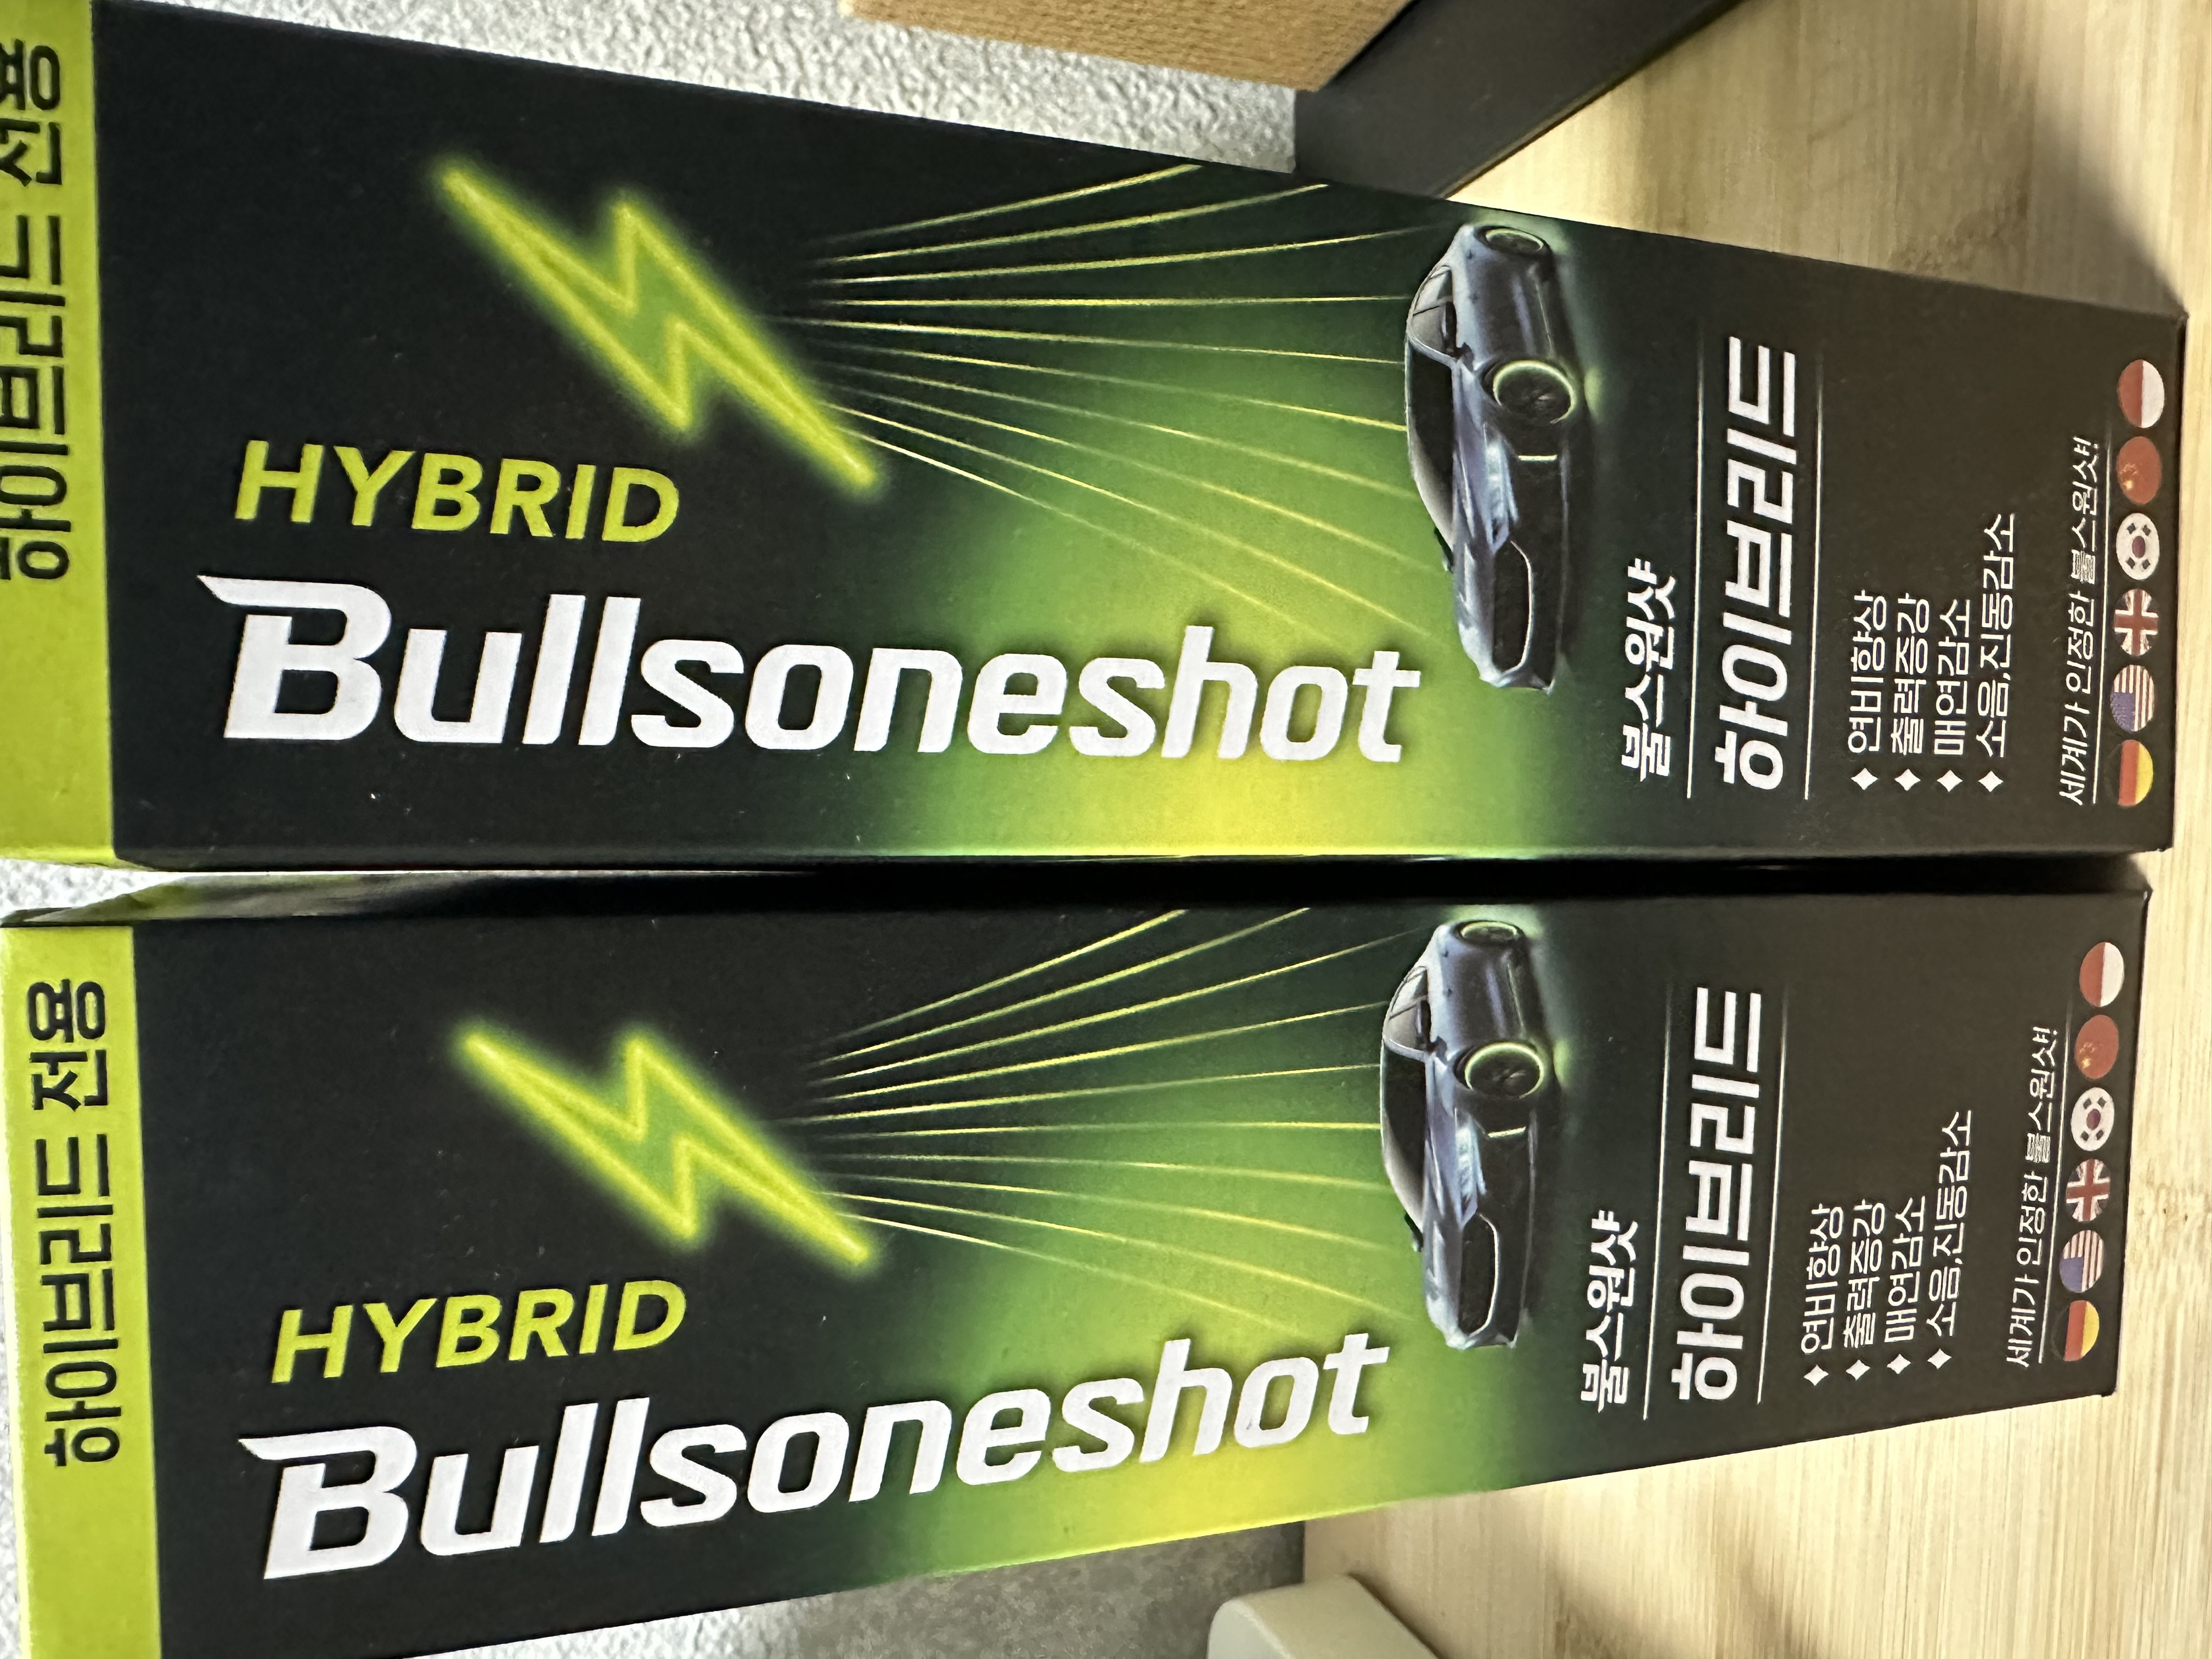 하이브리드 전용
HYBRID
Bullsoneshot
불스원샷
하이브리드
연비향상
출력증강
매연감소
소음,진동감소
세계가 인정한 불스원샷!
하이브리드 전용
HYBRID
Bullsoneshot
불스원샷
하이브리드
연비향상
출력증강
매연감소
소음,진동감소
세계가 인정한 불스원샷!